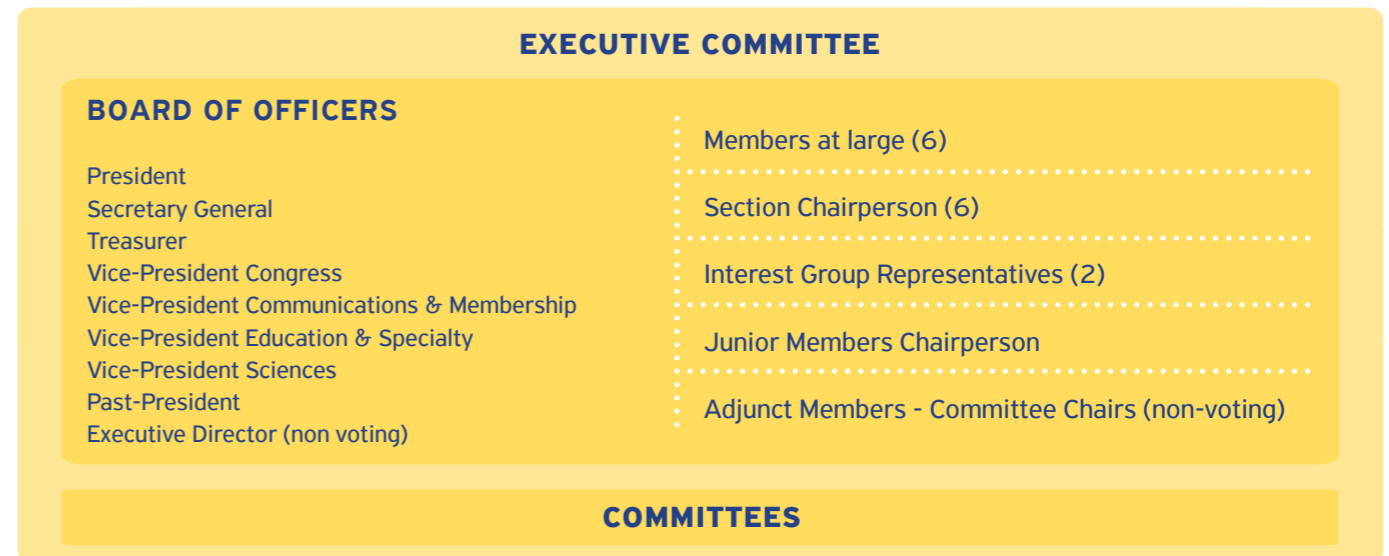 EXECUTIVE COMMITTEE
BOARD OF OFFICERS
President
Secretary General
Treasurer
Vice-President Congress
Vice-President Communications & Membership
Vice-President Education & Specialty
Vice-President Sciences
Past-President
Executive Director (non voting)
Members at large (6)
Section Chairperson (6)
Interest Group Representatives (2)
Junior Members Chairperson
Adjunct Members - Committee Chairs (non-voting)
COMMITTEES